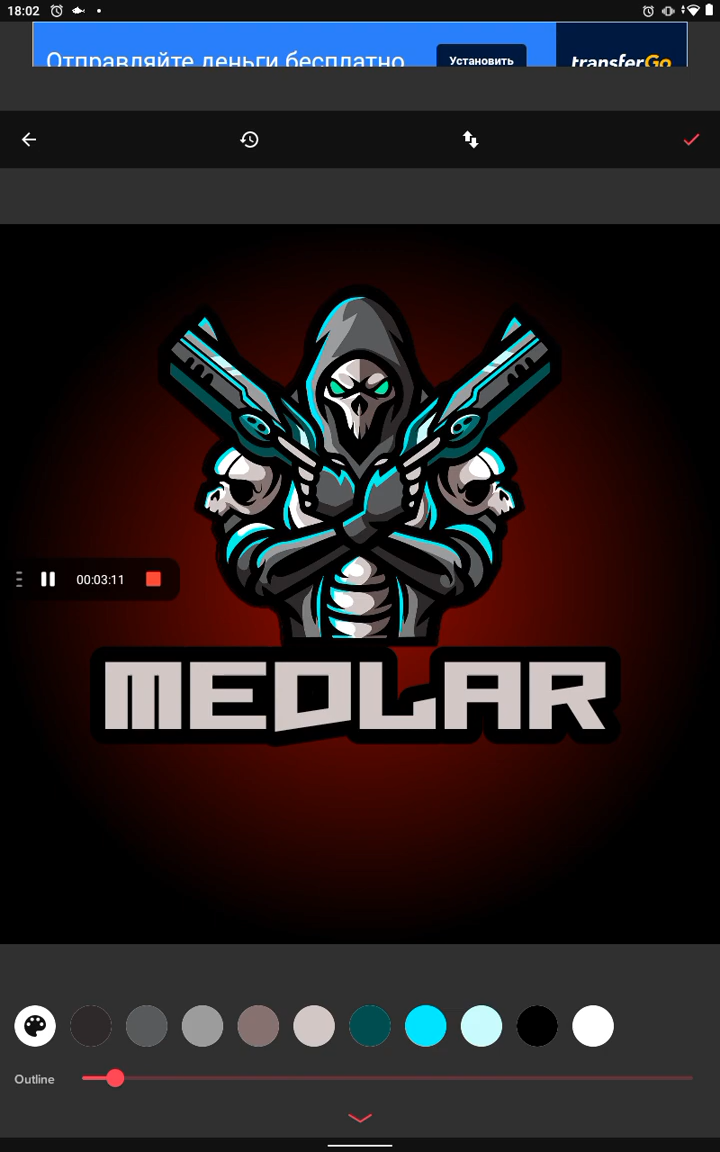 18:02
Отправляйте деньги бесплатно
Установить
transferGo
00:03:11
MEDLAR
Outline